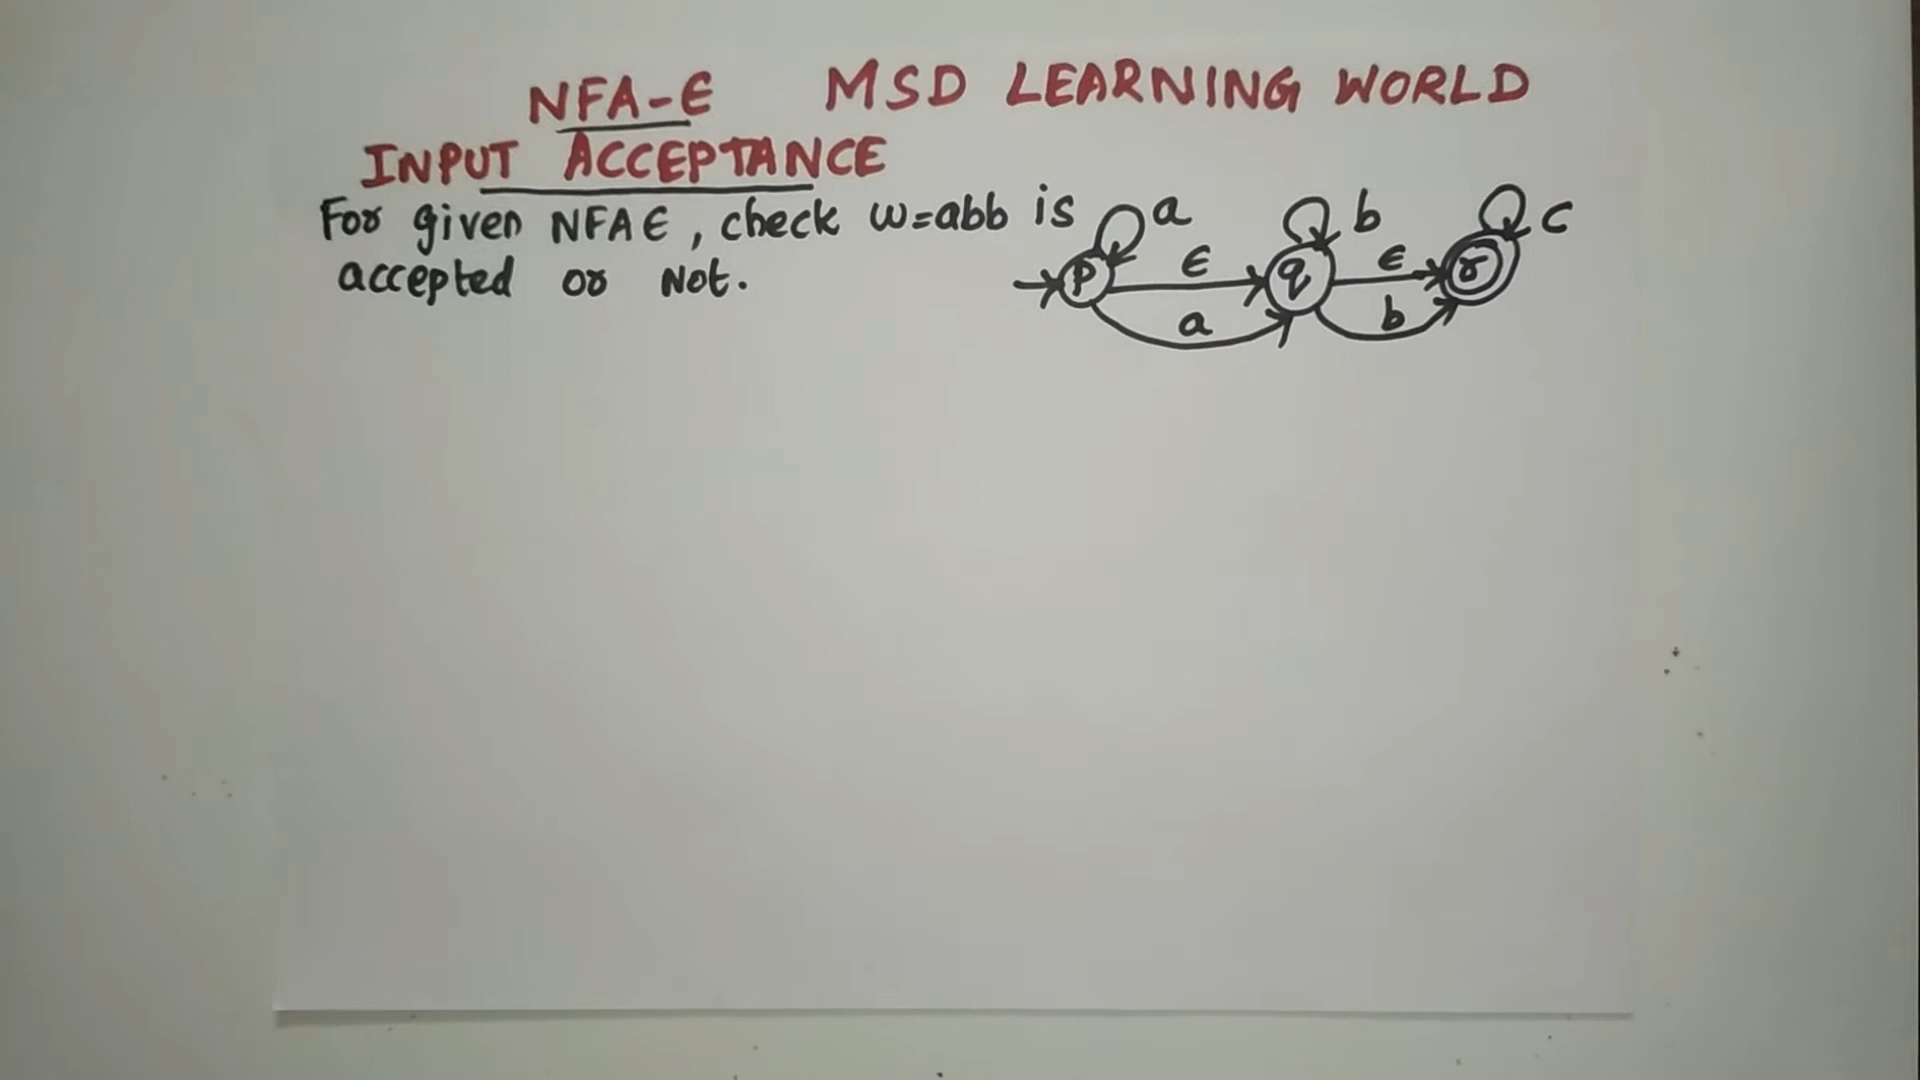 NFA-ϵ MSD LEARNING WORLD
INPUT ACCEPTANCE
For given NFAϵ, check w=abb is
accepted or Not.
a b c
p ϵ q ϵ r
a b